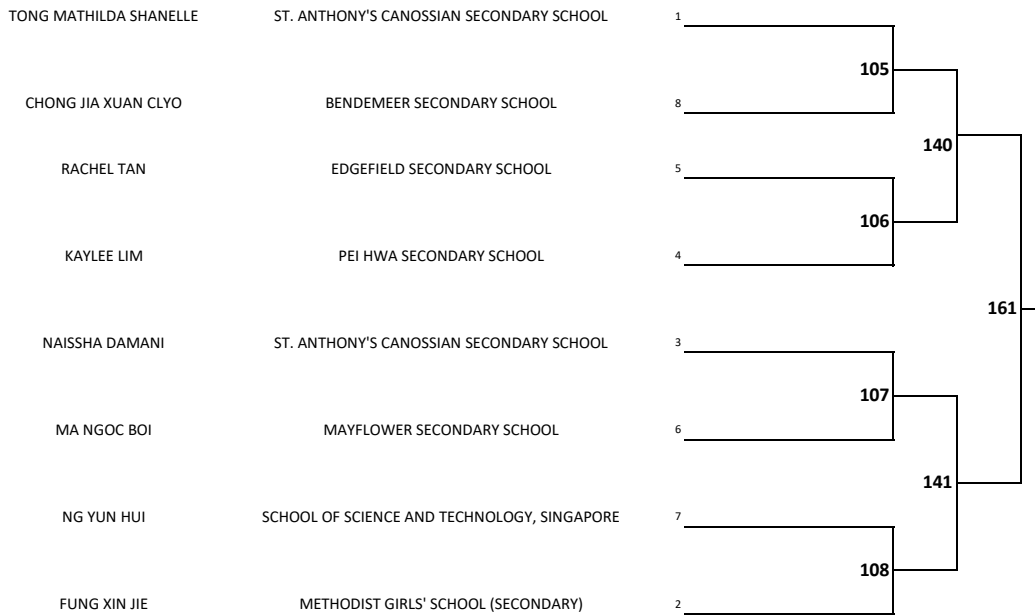 TONG MATHILDA SHANELLE ST. ANTHONY'S CANOSSIAN SECONDARY SCHOOL 1
105
CHONG JIA XUAN CLYO BENDEMEER SECONDARY SCHOOL 8
140
RACHEL TAN EDGEFIELD SECONDARY SCHOOL 5
106
KAYLEE LIM PEI HWA SECONDARY SCHOOL 4
161
NAISSHA DAMANI ST. ANTHONY'S CANOSSIAN SECONDARY SCHOOL 3
107
MA NGOC BOI MAYFLOWER SECONDARY SCHOOL 6
141
NG YUN HUI SCHOOL OF SCIENCE AND TECHNOLOGY, SINGAPORE 7
108
FUNG XIN JIE METHODIST GIRLS' SCHOOL (SECONDARY) 2